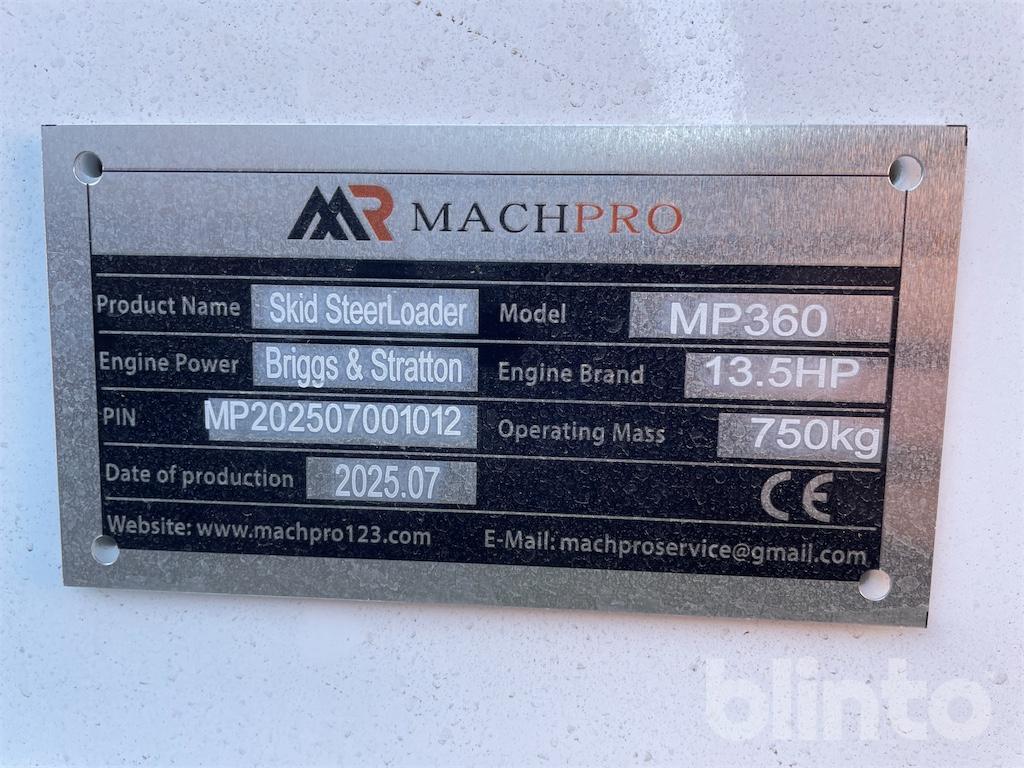 MR MACHPRO
Product Name Skid SteerLoader Model MP360
Engine Power Briggs & Stratton Engine Brand 13.5HP
PIN MP202507001012 Operating Mass 750kg
Date of production 2025.07 CE
Website: www.machpro123.com E-Mail: machproservice@gmail.com
blinto